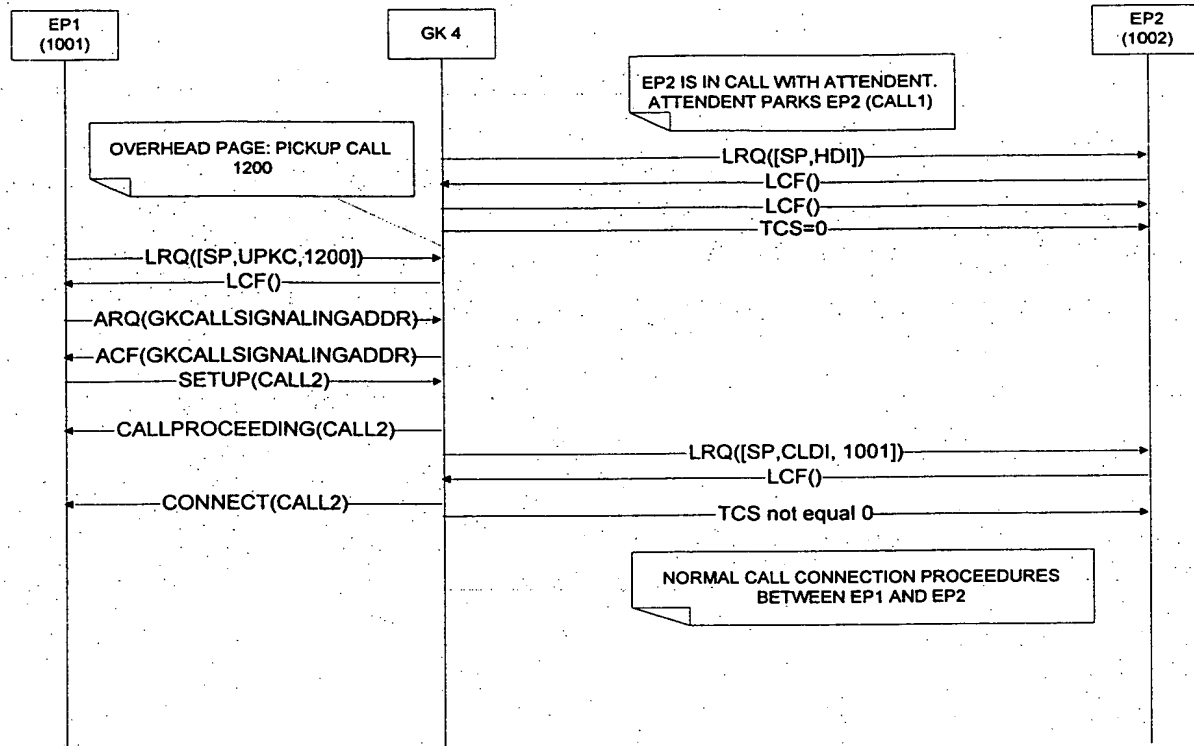 EP1
(1001)
GK 4
EP2
(1002)
EP2 IS IN CALL WITH ATTENDENT.
ATTENDENT PARKS EP2 (CALL1)
OVERHEAD PAGE: PICKUP CALL
1200
LRQ([SP,HDI])
LCF()
LCF()
TCS=0
LRQ([SP,UPKC,1200])
LCF()
ARQ(GKCALLSIGNALINGADDR)
ACF(GKCALLSIGNALINGADDR)
SETUP(CALL2)
CALLPROCEEDING(CALL2)
LRQ([SP,CLDI, 1001])
LCF()
CONNECT(CALL2)
TCS not equal 0
NORMAL CALL CONNECTION PROCEEDURES
BETWEEN EP1 AND EP2